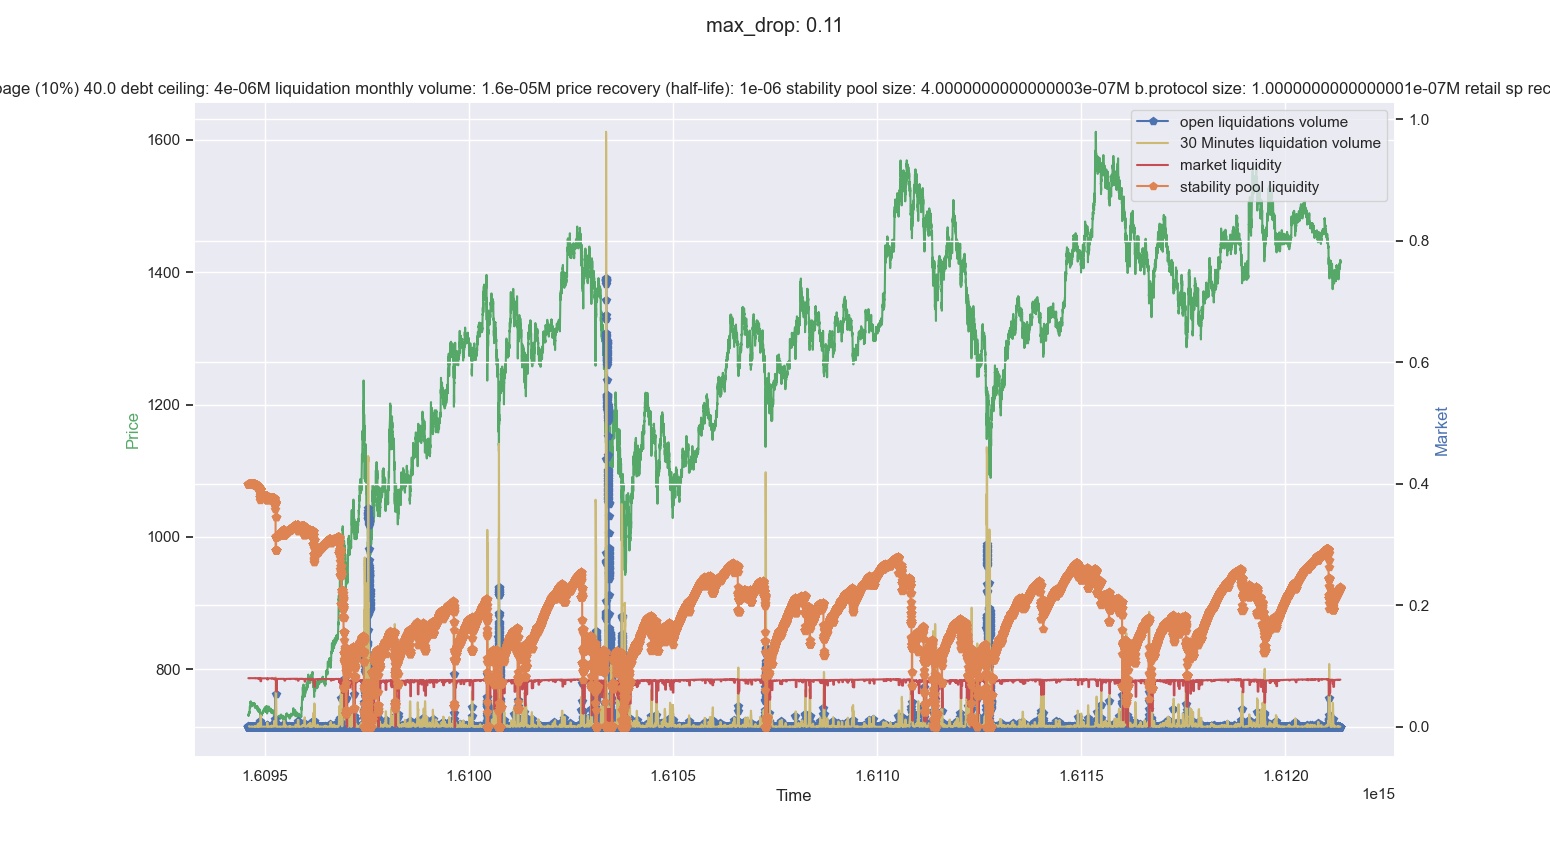 max_drop: 0.11
page (10%) 40.0 debt ceiling: 4e-06M liquidation monthly volume: 1.6e-05M price recovery (half-life): 1e-06 stability pool size: 4.0000000000000003e-07M b.protocol size: 1.0000000000000001e-07M retail sp rec
open liquidations volume
30 Minutes liquidation volume
market liquidity
stability pool liquidity
1600
1400
1200
1000
800
Price
1.0
0.8
0.6
0.4
0.2
0.0
Market
1.6095 1.6100 1.6105 1.6110 1.6115 1.6120
Time
1e15